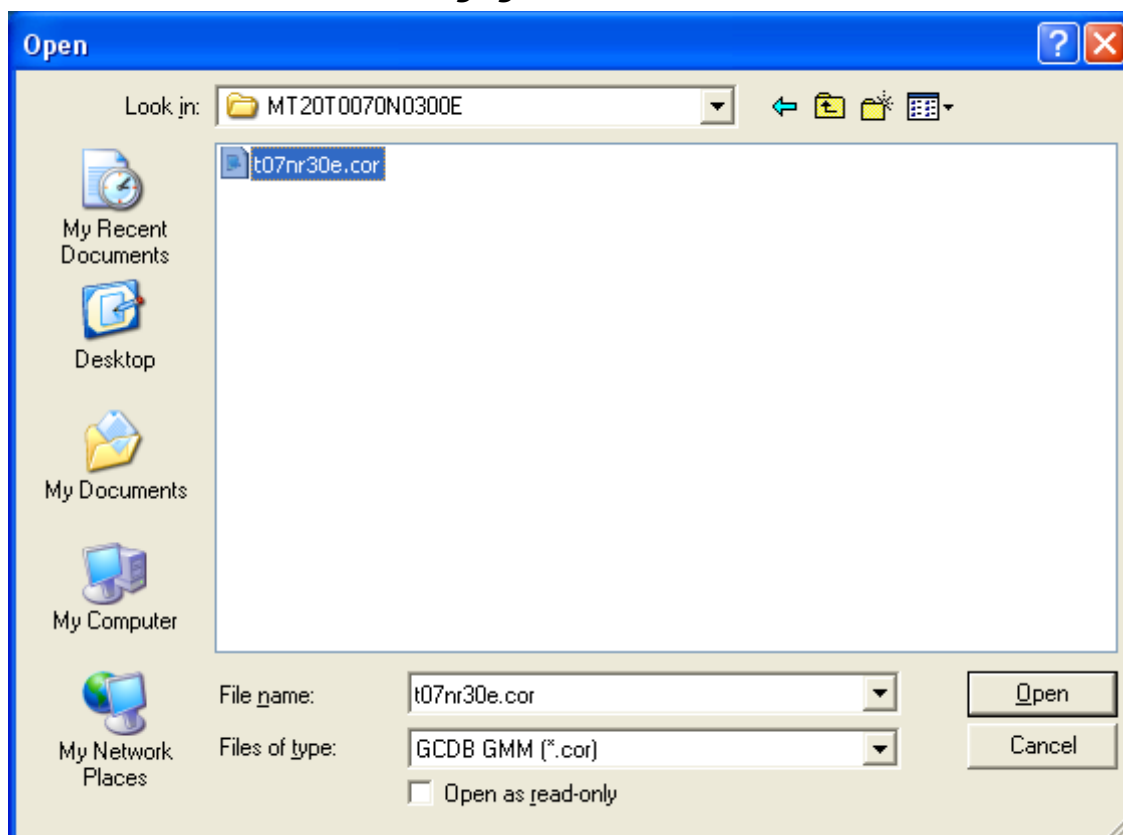 Open
Look in:
MT20T0070N0300E
t07nr30e.cor
My Recent
Documents
Desktop
My Documents
My Computer
My Network
Places
File name:
t07nr30e.cor
Open
Files of type:
GCDB GMM (*.cor)
Cancel
Open as read-only